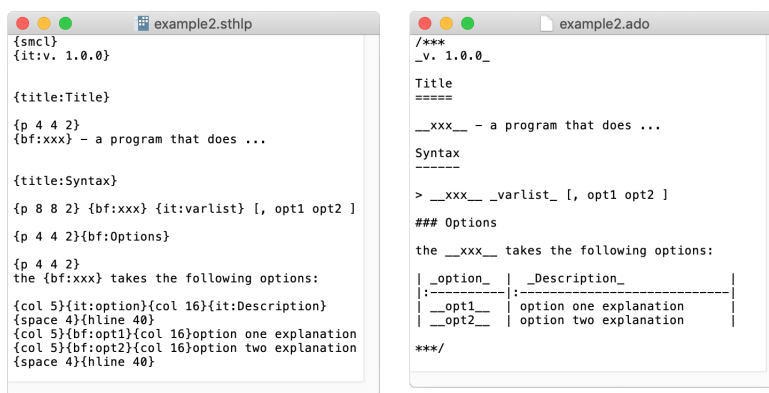 example2.sthlp
{smcl}
{it:v. 1.0.0}
{title:Title}
{p 4 4 2}
{bf:xxx} – a program that does ...
{title:Syntax}
{p 8 8 2} {bf:xxx} {it:varlist} [, opt1 opt2 ]
{p 4 4 2}{bf:Options}
{p 4 4 2}
the {bf:xxx} takes the following options:
{col 5}{it:option}{col 16}{it:Description}
{space 4}{hline 40}
{col 5}{bf:opt1}{col 16}option one explanation
{col 5}{bf:opt2}{col 16}option two explanation
{space 4}{hline 40}
example2.ado
/***
_v. 1.0.0_
Title
=====
__xxx__ – a program that does ...
Syntax
------
> __xxx__ _varlist_ [, opt1 opt2 ]
### Options
the __xxx__ takes the following options:
| _option_ | _Description_ |
|:----------|:----------------------------|
| __opt1__ | option one explanation |
| __opt2__ | option two explanation |
***/